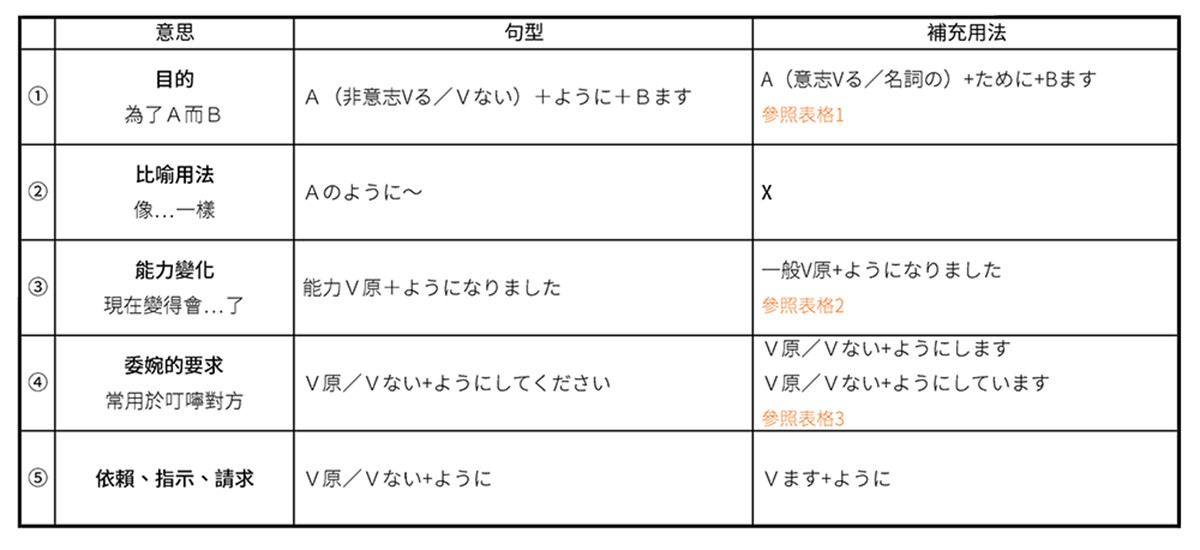 意思 句型 補充用法
① 目的 為了Ａ而Ｂ Ａ（非意志Vる／Ｖない）＋ように＋Ｂます A（意志Vる／名詞の）+ために+Bます 參照表格1
② 比喻用法 像…一樣 Ａのように～ X
③ 能力變化 現在變得會…了 能力Ｖ原＋ようになりました 一般V原+ようになりました 參照表格2
④ 委婉的要求 常用於叮嚀對方 Ｖ原／Ｖない+ようにしてください Ｖ原／Ｖない+ようにします Ｖ原／Ｖない+ようにしています 參照表格3
⑤ 依賴、指示、請求 Ｖ原／Ｖない+ように Ｖます+ように